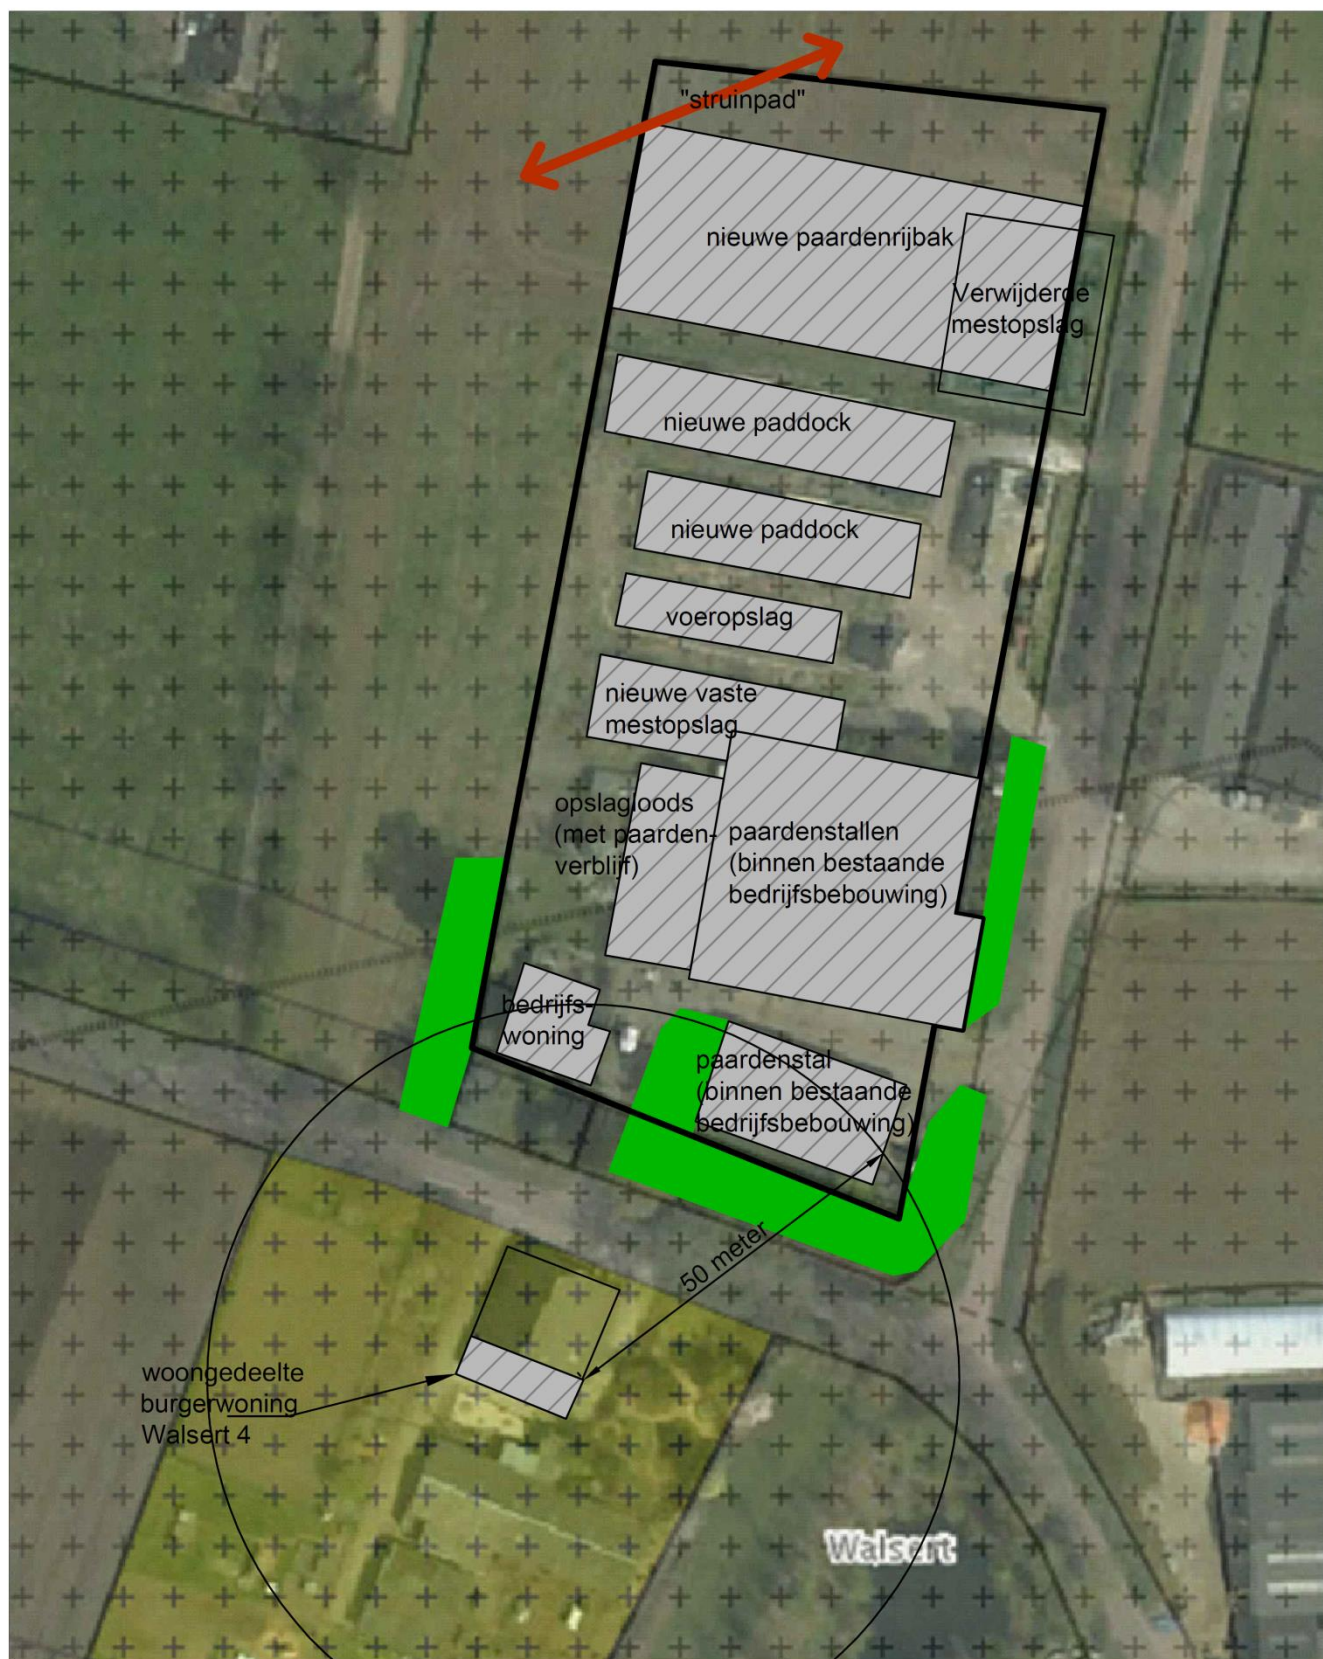 "struinpad"
nieuwe paardenrijbak
Verwijderde
mestopslag
nieuwe paddock
nieuwe paddock
voeropslag
nieuwe vaste
mestopslag
opslagloods
(met paarden-
verblijf)
paardenstallen
(binnen bestaande
bedrijfsbebouwing)
bedrijfs-
woning
paardenstal
(binnen bestaande
bedrijfsbebouwing)
50 meter
woongedeelte
burgerwoning
Walsert 4
Walsert